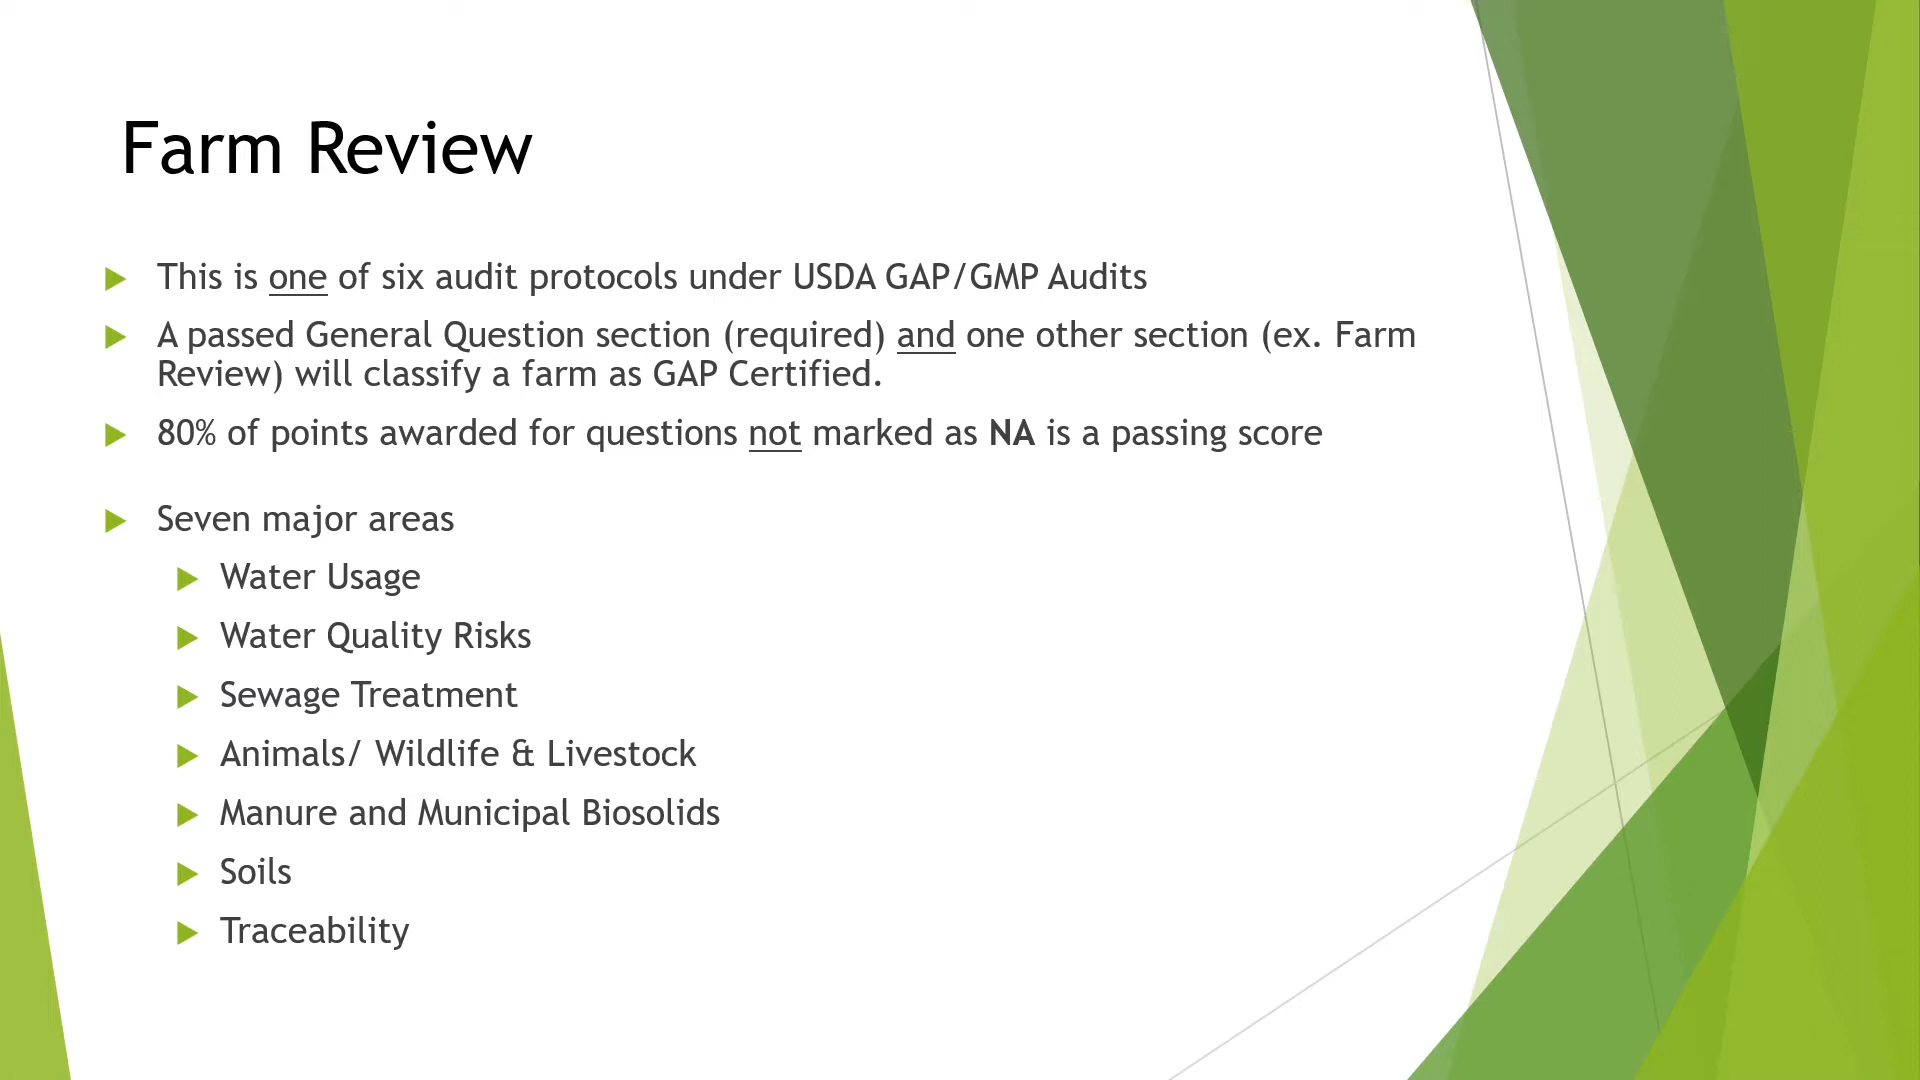 Farm Review
This is one of six audit protocols under USDA GAP/GMP Audits
A passed General Question section (required) and one other section (ex. Farm
Review) will classify a farm as GAP Certified.
80% of points awarded for questions not marked as NA is a passing score
Seven major areas
Water Usage
Water Quality Risks
Sewage Treatment
Animals/ Wildlife & Livestock
Manure and Municipal Biosolids
Soils
Traceability